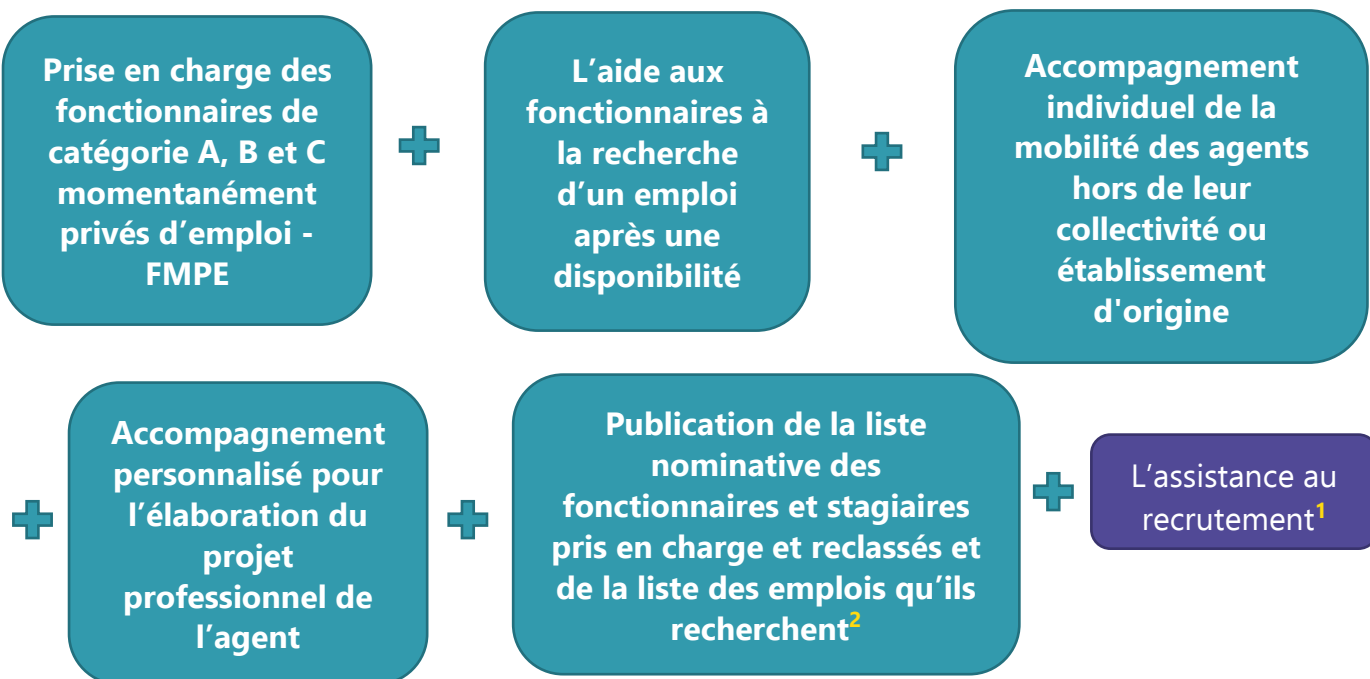 Prise en charge des
fonctionnaires de
catégorie A, B et C
momentanément
privés d'emploi -
FMPE
L'aide aux
fonctionnaires à
la recherche
d'un emploi
après une
disponibilité
Accompagnement
individuel de la
mobilité des agents
hors de leur
collectivité ou
établissement
d'origine
Accompagnement
personnalisé pour
l'élaboration du
projet
professionnel de
l'agent
Publication de la liste
nominative des
fonctionnaires et stagiaires
pris en charge et reclassés et
de la liste des emplois qu'ils
recherchent²
L'assistance au
recrutement¹